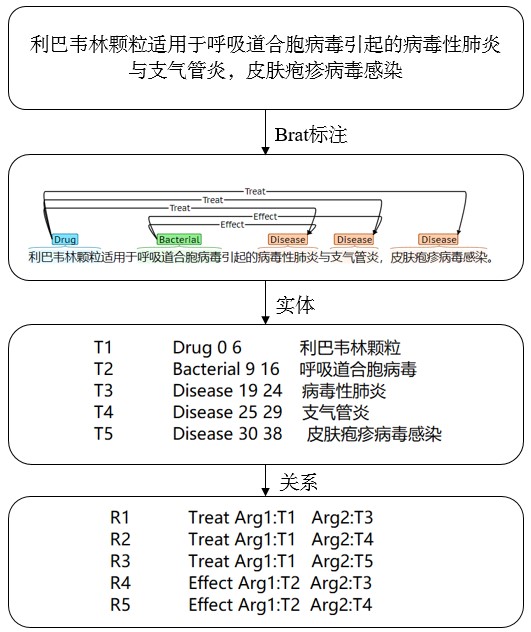 利巴韦林颗粒适用于呼吸道合胞病毒引起的病毒性肺炎
与支气管炎，皮肤疱疹病毒感染
Brat标注
Treat
Treat
Treat
Effect
Effect
Drug Bacterial Disease Disease Disease
利巴韦林颗粒适用于呼吸道合胞病毒引起的病毒性肺炎与支气管炎，皮肤疱疹病毒感染。
实体
T1 Drug 0 6 利巴韦林颗粒
T2 Bacterial 9 16 呼吸道合胞病毒
T3 Disease 19 24 病毒性肺炎
T4 Disease 25 29 支气管炎
T5 Disease 30 38 皮肤疱疹病毒感染
关系
R1 Treat Arg1:T1 Arg2:T3
R2 Treat Arg1:T1 Arg2:T4
R3 Treat Arg1:T1 Arg2:T5
R4 Effect Arg1:T2 Arg2:T3
R5 Effect Arg1:T2 Arg2:T4